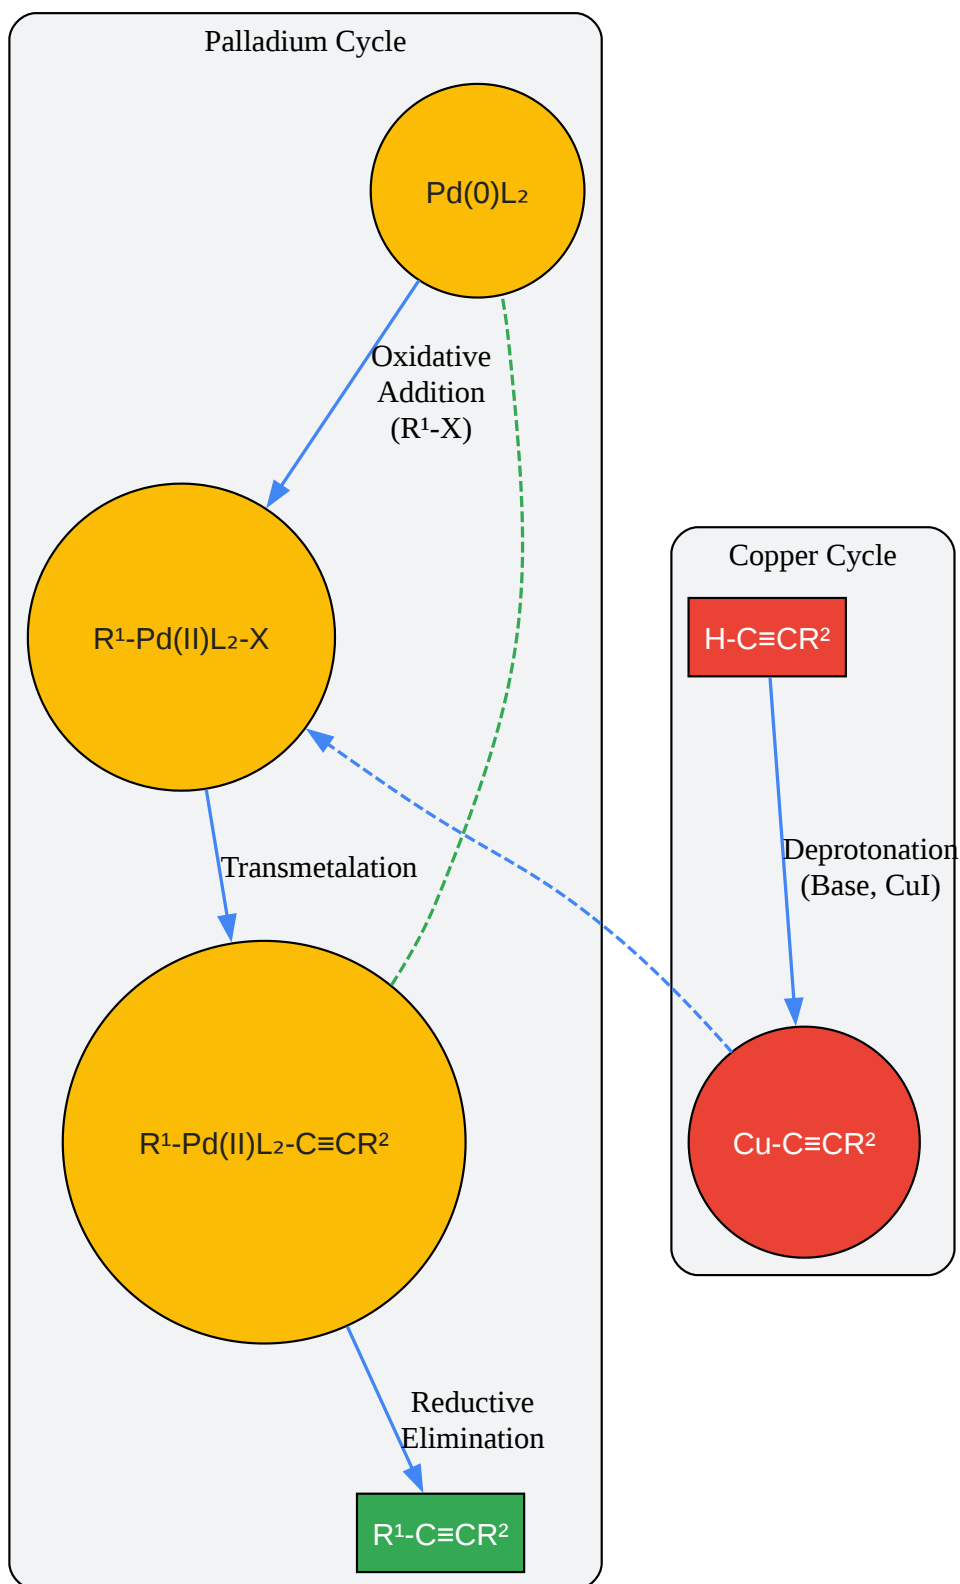 Palladium Cycle
Pd(0)L₂
Oxidative
Addition
(R¹-X)
R¹-Pd(II)L₂-X
Transmetalation
R¹-Pd(II)L₂-C≡CR²
Reductive
Elimination
R¹-C≡CR²
Copper Cycle
H-C≡CR²
Deprotonation
(Base, CuI)
Cu-C≡CR²